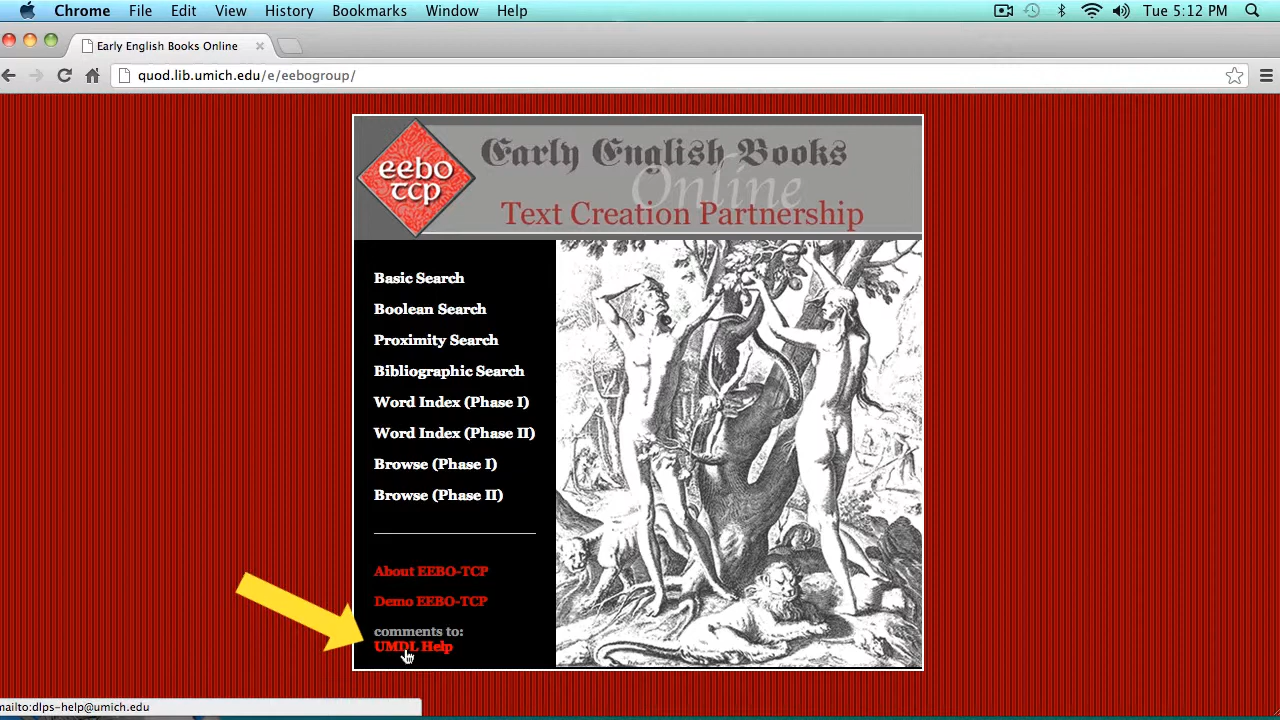 Chrome File Edit View History Bookmarks Window Help Tue 5:12 PM
Early English Books Online
quod.lib.umich.edu/e/eebogroup/
eebo
tcp
Early English Books
Online
Text Creation Partnership
Basic Search
Boolean Search
Proximity Search
Bibliographic Search
Word Index (Phase I)
Word Index (Phase II)
Browse (Phase I)
Browse (Phase II)
About EEBO-TCP
Demo EEBO-TCP
comments to:
UMDL Help
mailto:dlps-help@umich.edu